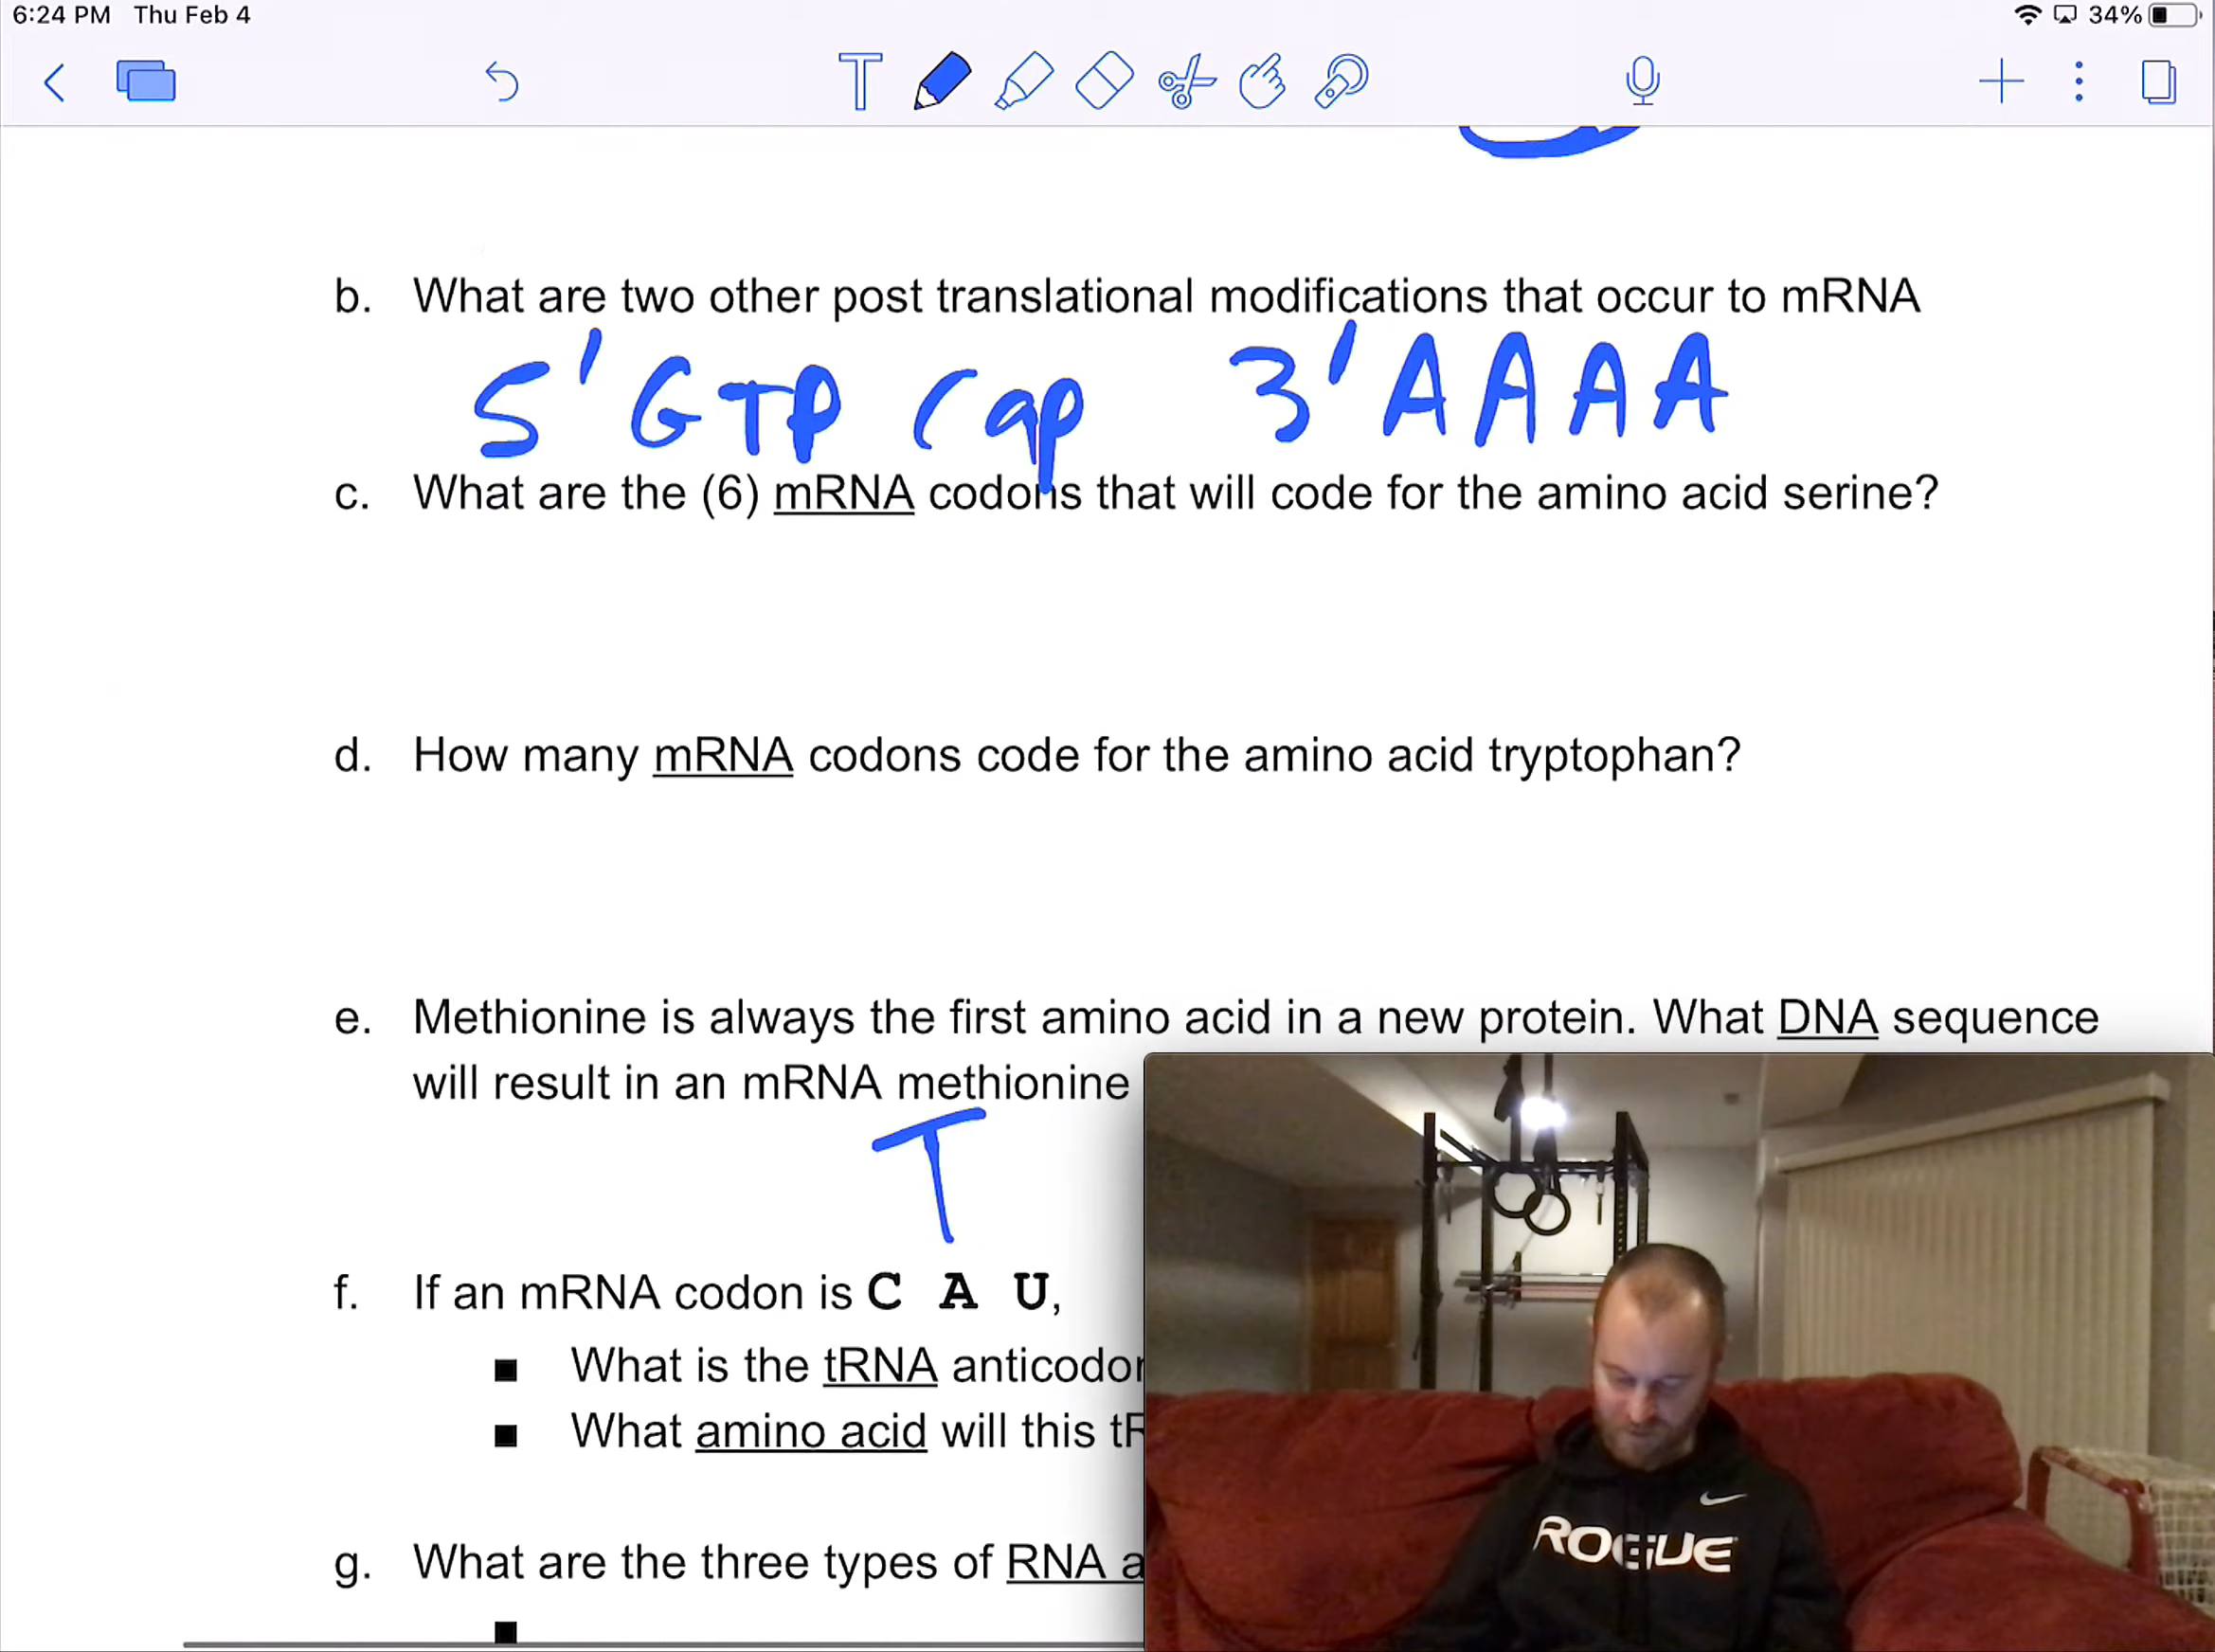 6:24 PM Thu Feb 4 34%
b. What are two other post translational modifications that occur to mRNA
5' GTP Cap 3' AAAA
c. What are the (6) mRNA codons that will code for the amino acid serine?
d. How many mRNA codons code for the amino acid tryptophan?
e. Methionine is always the first amino acid in a new protein. What DNA sequence
will result in an mRNA methionine
T
f. If an mRNA codon is C A U,
■ What is the tRNA
■ What amino acid will this
g. What are the three types of RNA
■
ROGUE